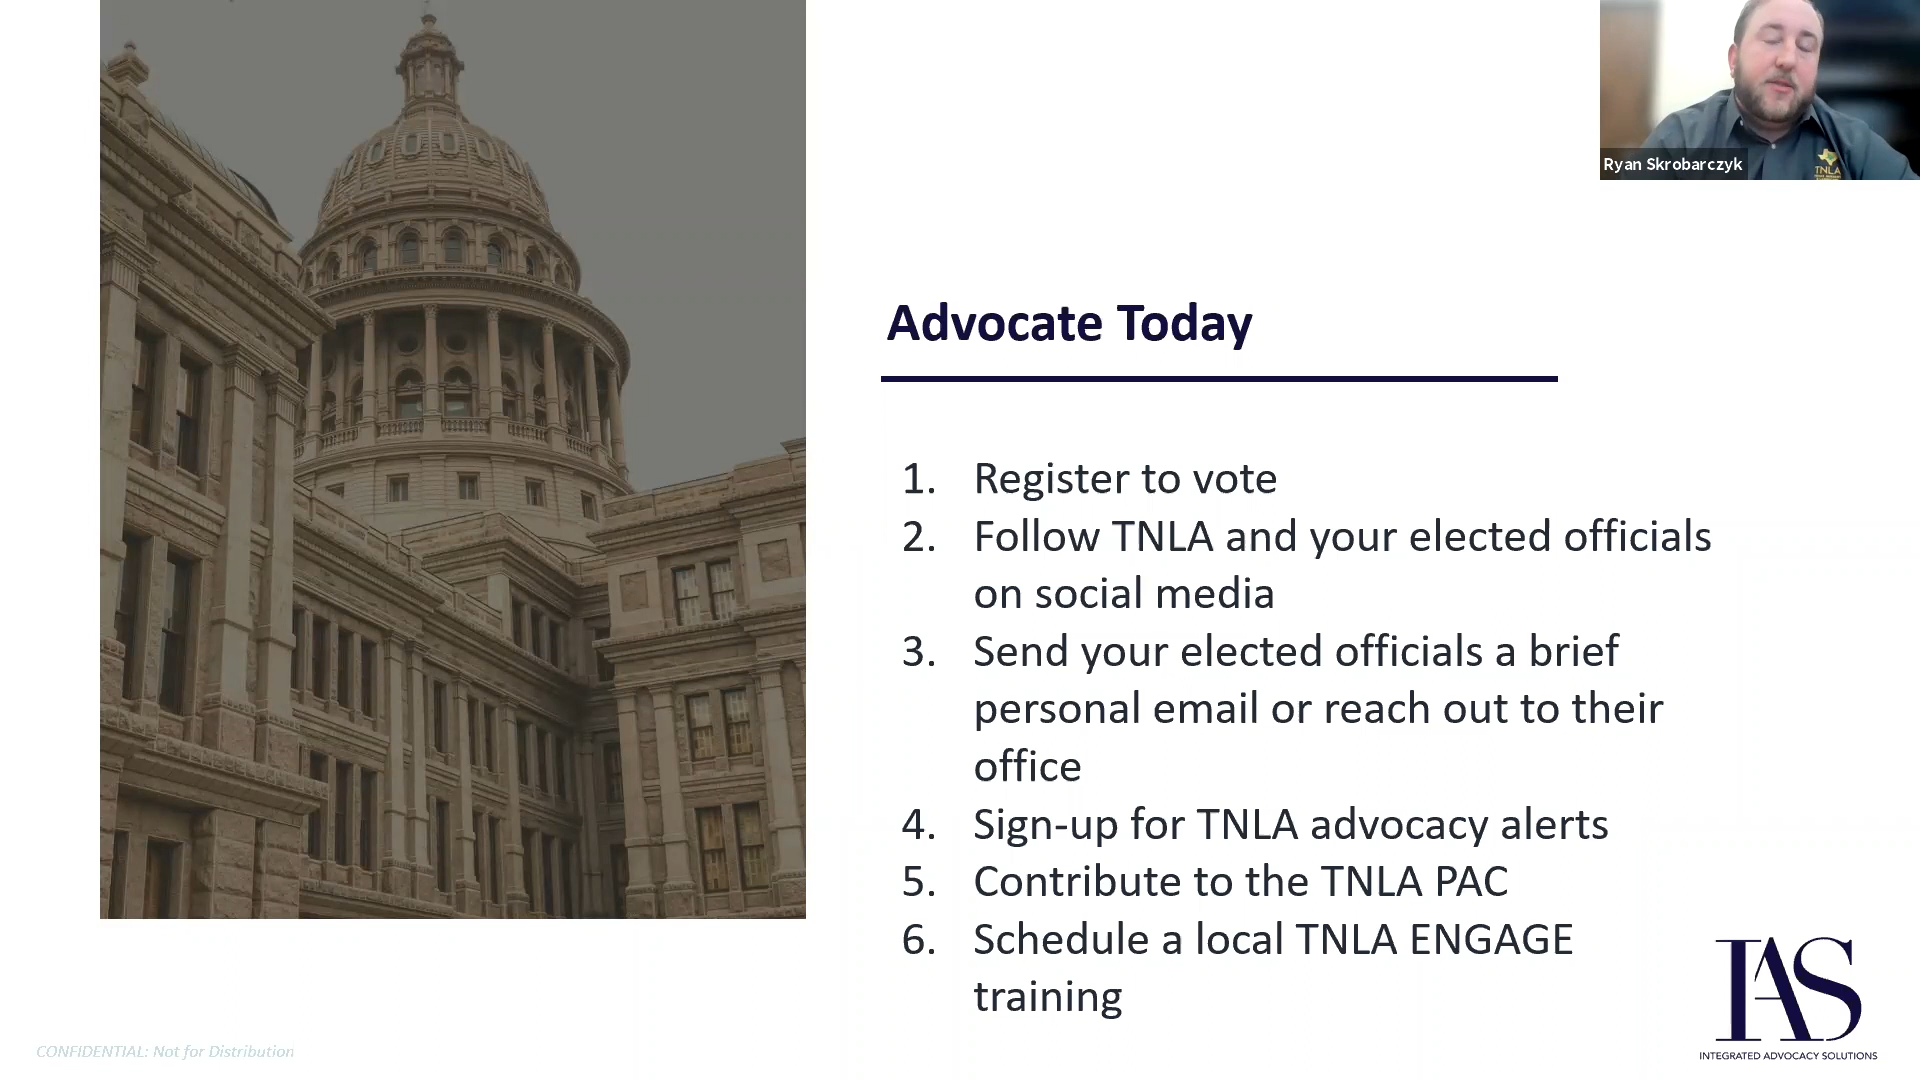 Ryan Skrobarczyk
TNLA
Advocate Today
1. Register to vote
2. Follow TNLA and your elected officials
on social media
3. Send your elected officials a brief
personal email or reach out to their
office
4. Sign-up for TNLA advocacy alerts
5. Contribute to the TNLA PAC
6. Schedule a local TNLA ENGAGE
training
IAS
INTEGRATED ADVOCACY SOLUTIONS
CONFIDENTIAL: Not for Distribution